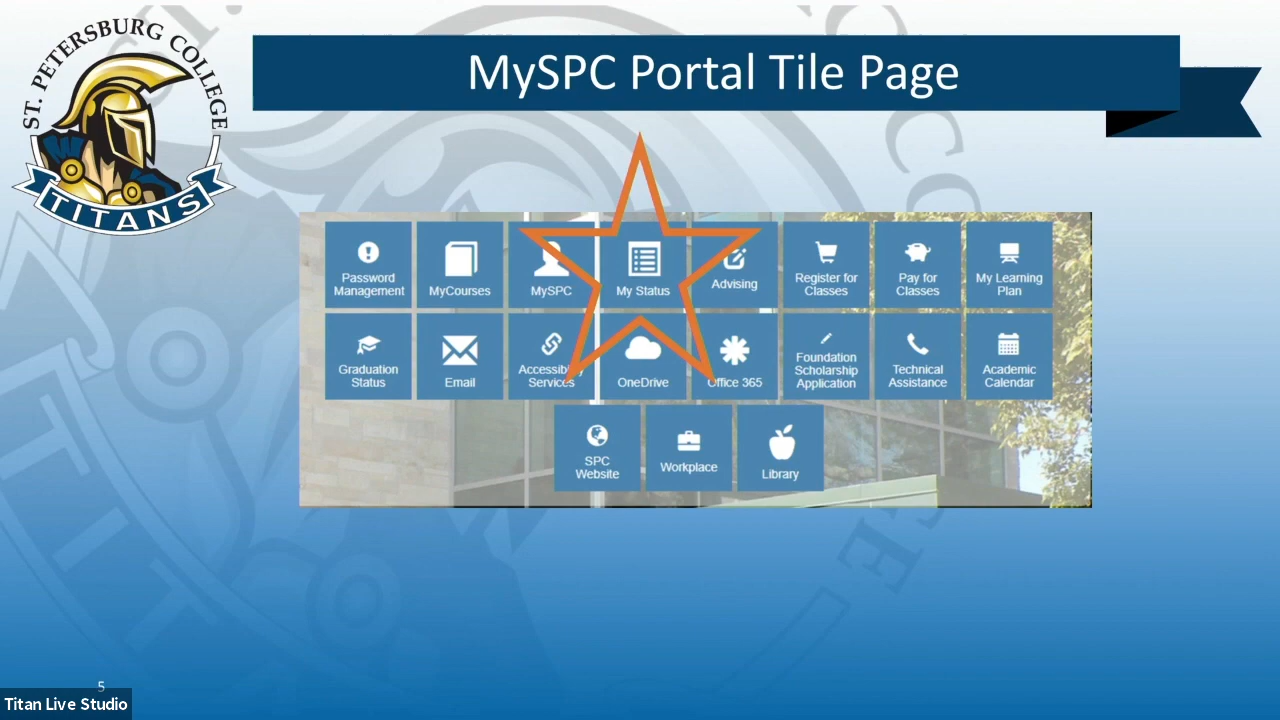 ST. PETERSBURG COLLEGE
TITANS
MySPC Portal Tile Page
Password
Management
MyCourses
MySPC
My Status
Advising
Register for
Classes
Pay for
Classes
My Learning
Plan
Graduation
Status
Email
Accessibility
Services
OneDrive
Office 365
Foundation
Scholarship
Application
Technical
Assistance
Academic
Calendar
SPC
Website
Workplace
Library
5
Titan Live Studio